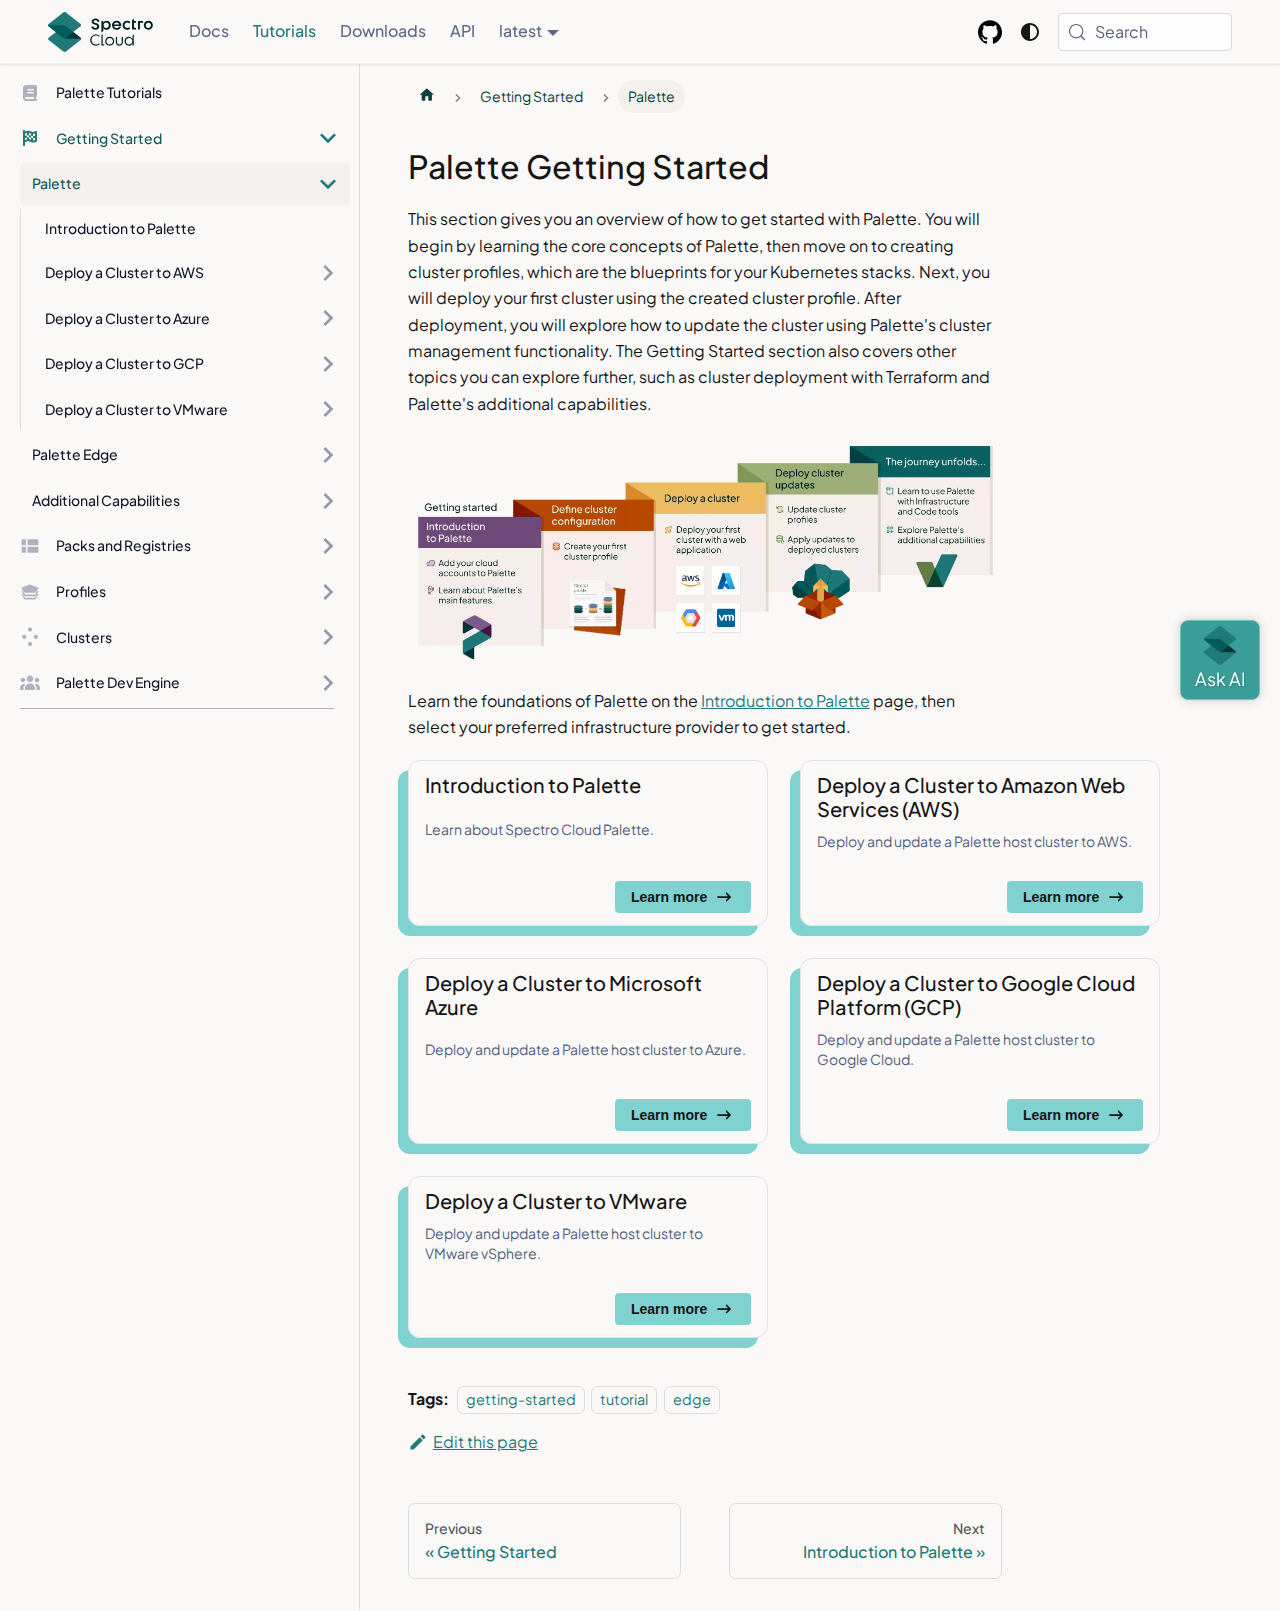 Spectro
Cloud
Docs
Tutorials
Downloads
API
latest
Search
Palette Tutorials
Getting Started
Palette
Introduction to Palette
Deploy a Cluster to AWS
Deploy a Cluster to Azure
Deploy a Cluster to GCP
Deploy a Cluster to VMware
Palette Edge
Additional Capabilities
Packs and Registries
Profiles
Clusters
Palette Dev Engine
Getting Started
Palette
Palette Getting Started
This section gives you an overview of how to get started with Palette. You will
begin by learning the core concepts of Palette, then move on to creating
cluster profiles, which are the blueprints for your Kubernetes stacks. Next, you
will deploy your first cluster using the created cluster profile. After
deployment, you will explore how to update the cluster using Palette's cluster
management functionality. The Getting Started section also covers other
topics you can explore further, such as cluster deployment with Terraform and
Palette's additional capabilities.
Getting started
Introduction
to Palette
Add your cloud
accounts to Palette
Learn about Palette's
main features
Define cluster
configuration
Create your first
cluster profile
Cluster
profile
Deploy a cluster
Deploy your first
cluster with a web
application
aws
vm
Deploy cluster
updates
Update cluster
profiles
Apply updates to
deployed clusters
The journey unfolds...
Learn to use Palette
with Infrastructure
and Code tools
Explore Palette's
additional capabilities
Learn the foundations of Palette on the Introduction to Palette page, then
select your preferred infrastructure provider to get started.
Introduction to Palette
Learn about Spectro Cloud Palette.
Learn more
Deploy a Cluster to Amazon Web
Services (AWS)
Deploy and update a Palette host cluster to AWS.
Learn more
Deploy a Cluster to Microsoft
Azure
Deploy and update a Palette host cluster to Azure.
Learn more
Deploy a Cluster to Google Cloud
Platform (GCP)
Deploy and update a Palette host cluster to
Google Cloud.
Learn more
Deploy a Cluster to VMware
Deploy and update a Palette host cluster to
VMware vSphere.
Learn more
Ask AI
Tags: getting-started tutorial edge
Edit this page
Previous
« Getting Started
Next
Introduction to Palette »